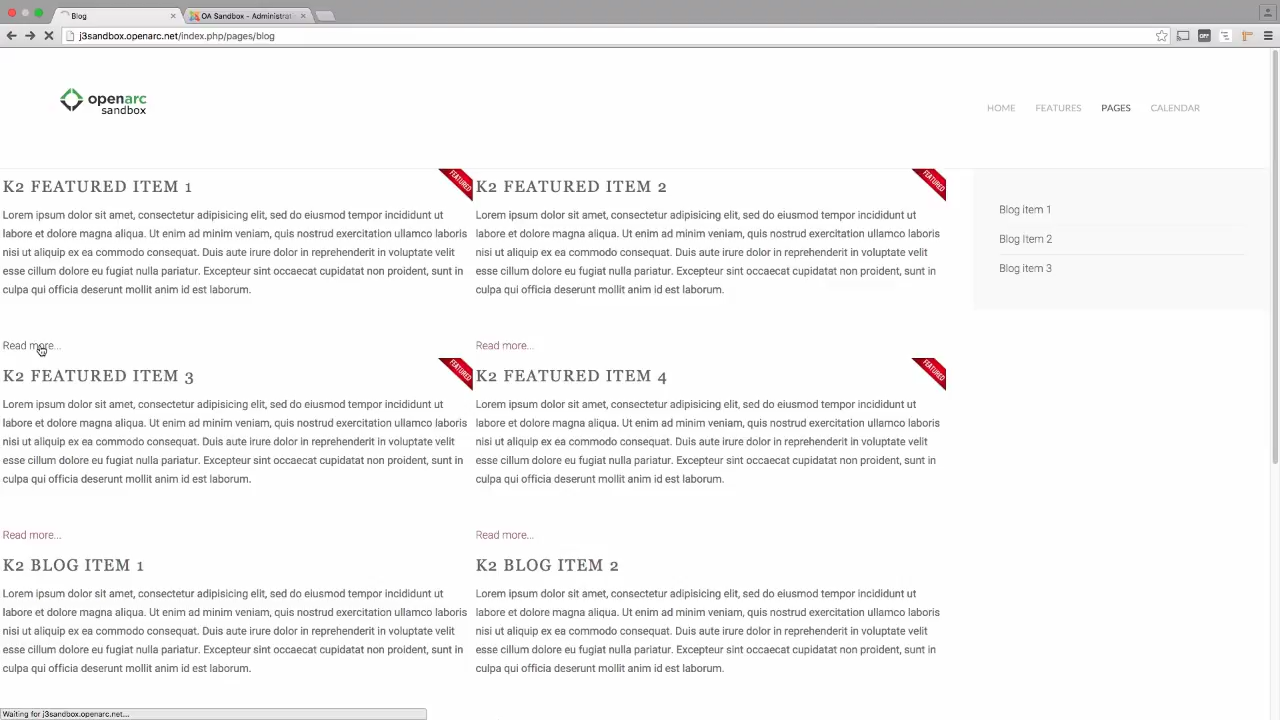 Blog
OA Sandbox - Administrat
j3sandbox.openarc.net/index.php/pages/blog
openarc
sandbox
HOME FEATURES PAGES CALENDAR
K2 FEATURED ITEM 1
FEATURED
Lorem ipsum dolor sit amet, consectetur adipisicing elit, sed do eiusmod tempor incididunt ut
labore et dolore magna aliqua. Ut enim ad minim veniam, quis nostrud exercitation ullamco laboris
nisi ut aliquip ex ea commodo consequat. Duis aute irure dolor in reprehenderit in voluptate velit
esse cillum dolore eu fugiat nulla pariatur. Excepteur sint occaecat cupidatat non proident, sunt in
culpa qui officia deserunt mollit anim id est laborum.
Read more...
K2 FEATURED ITEM 2
FEATURED
Lorem ipsum dolor sit amet, consectetur adipisicing elit, sed do eiusmod tempor incididunt ut
labore et dolore magna aliqua. Ut enim ad minim veniam, quis nostrud exercitation ullamco laboris
nisi ut aliquip ex ea commodo consequat. Duis aute irure dolor in reprehenderit in voluptate velit
esse cillum dolore eu fugiat nulla pariatur. Excepteur sint occaecat cupidatat non proident, sunt in
culpa qui officia deserunt mollit anim id est laborum.
Read more...
Blog item 1
Blog Item 2
Blog item 3
K2 FEATURED ITEM 3
FEATURED
Lorem ipsum dolor sit amet, consectetur adipisicing elit, sed do eiusmod tempor incididunt ut
labore et dolore magna aliqua. Ut enim ad minim veniam, quis nostrud exercitation ullamco laboris
nisi ut aliquip ex ea commodo consequat. Duis aute irure dolor in reprehenderit in voluptate velit
esse cillum dolore eu fugiat nulla pariatur. Excepteur sint occaecat cupidatat non proident, sunt in
culpa qui officia deserunt mollit anim id est laborum.
Read more...
K2 FEATURED ITEM 4
FEATURED
Lorem ipsum dolor sit amet, consectetur adipisicing elit, sed do eiusmod tempor incididunt ut
labore et dolore magna aliqua. Ut enim ad minim veniam, quis nostrud exercitation ullamco laboris
nisi ut aliquip ex ea commodo consequat. Duis aute irure dolor in reprehenderit in voluptate velit
esse cillum dolore eu fugiat nulla pariatur. Excepteur sint occaecat cupidatat non proident, sunt in
culpa qui officia deserunt mollit anim id est laborum.
Read more...
K2 BLOG ITEM 1
Lorem ipsum dolor sit amet, consectetur adipisicing elit, sed do eiusmod tempor incididunt ut
labore et dolore magna aliqua. Ut enim ad minim veniam, quis nostrud exercitation ullamco laboris
nisi ut aliquip ex ea commodo consequat. Duis aute irure dolor in reprehenderit in voluptate velit
esse cillum dolore eu fugiat nulla pariatur. Excepteur sint occaecat cupidatat non proident, sunt in
culpa qui officia deserunt mollit anim id est laborum.
K2 BLOG ITEM 2
Lorem ipsum dolor sit amet, consectetur adipisicing elit, sed do eiusmod tempor incididunt ut
labore et dolore magna aliqua. Ut enim ad minim veniam, quis nostrud exercitation ullamco laboris
nisi ut aliquip ex ea commodo consequat. Duis aute irure dolor in reprehenderit in voluptate velit
esse cillum dolore eu fugiat nulla pariatur. Excepteur sint occaecat cupidatat non proident, sunt in
culpa qui officia deserunt mollit anim id est laborum.
Waiting for j3sandbox.openarc.net...